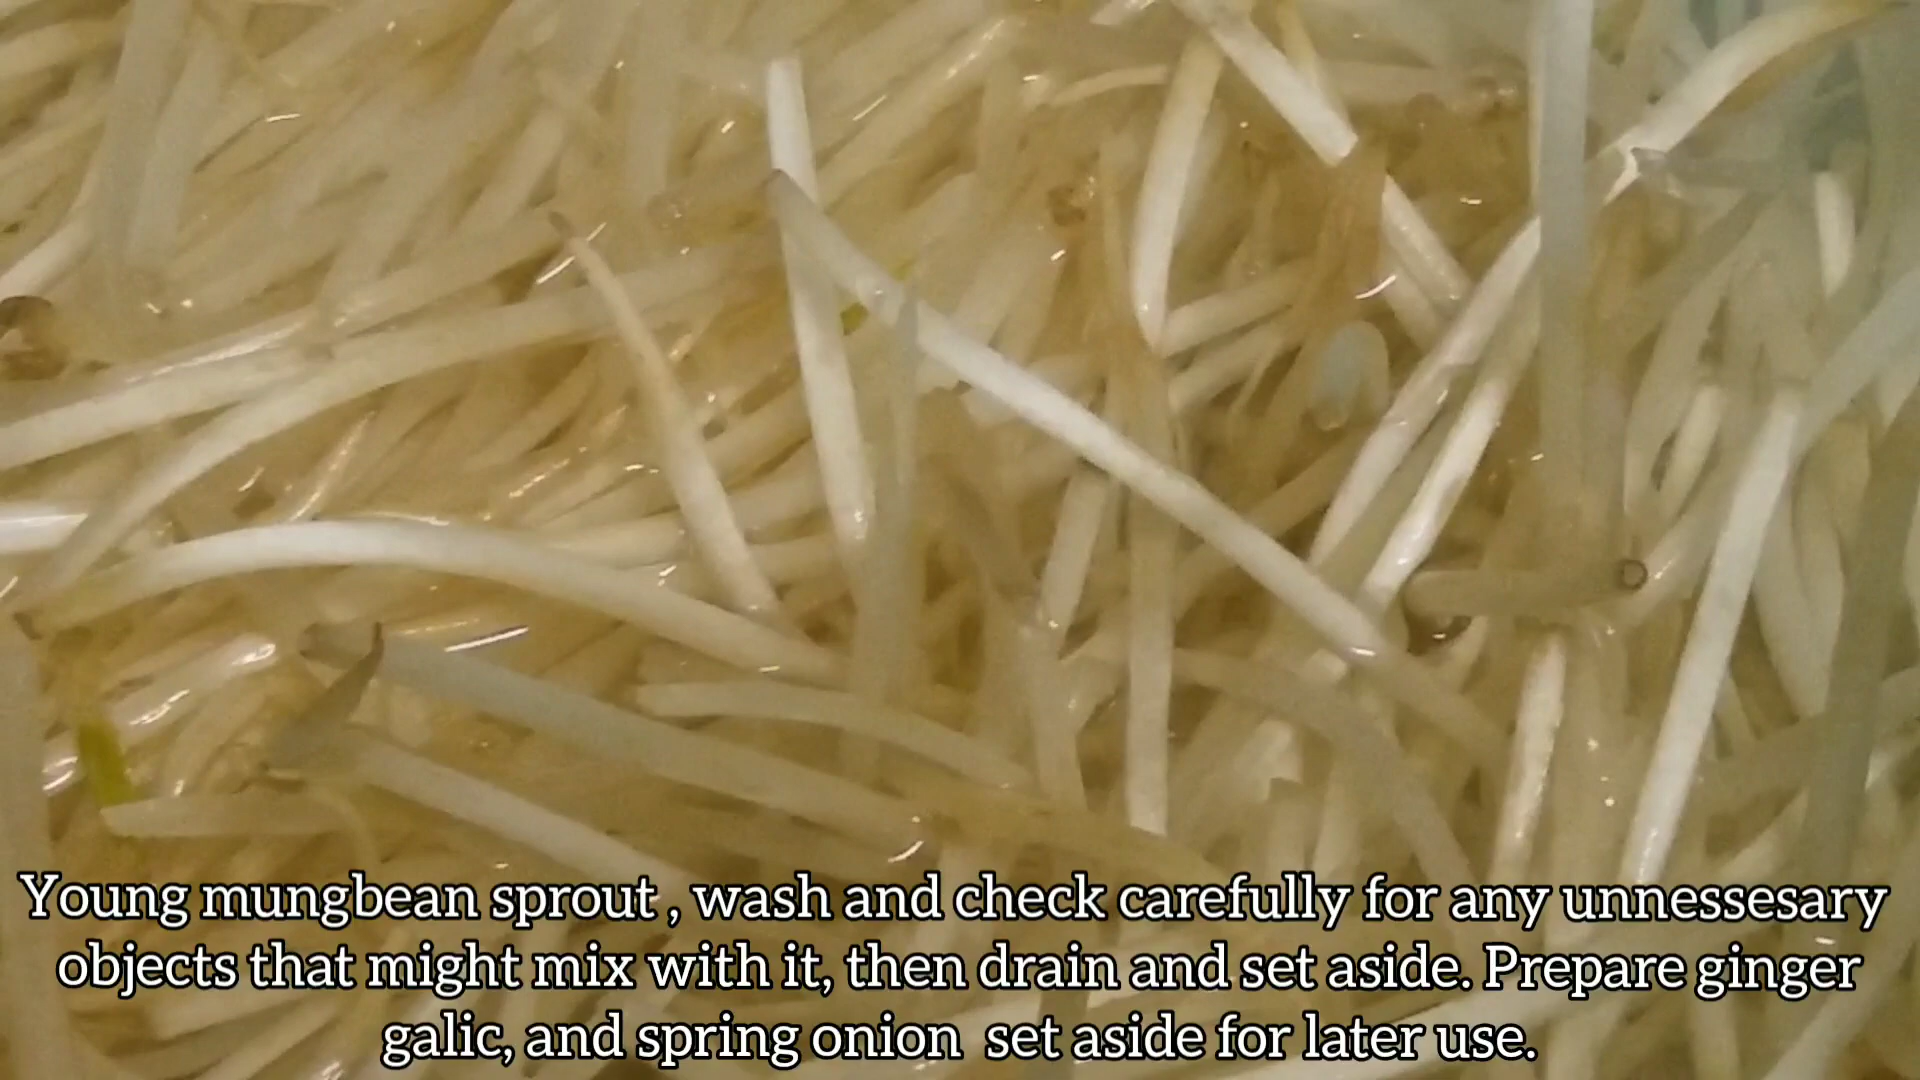 Young mungbean sprout , wash and check carefully for any unnessesary
objects that might mix with it, then drain and set aside. Prepare ginger
galic, and spring onion  set aside for later use.